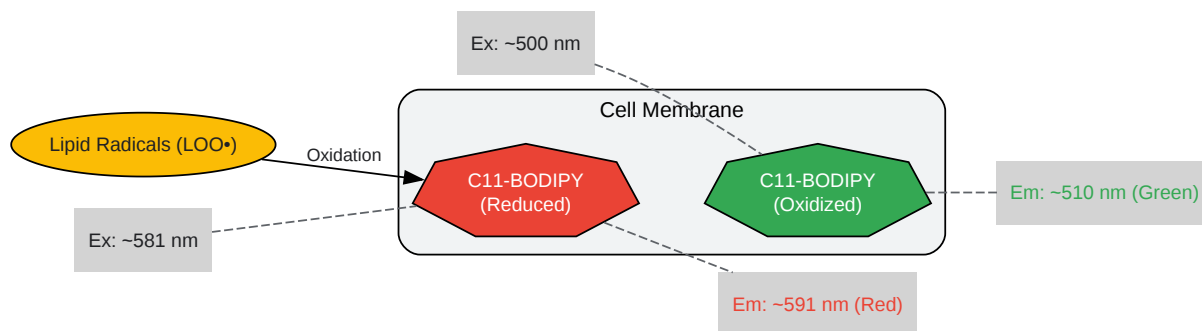 Ex: ~500 nm
Cell Membrane
Lipid Radicals (LOO•)
Oxidation
C11-BODIPY
(Reduced)
C11-BODIPY
(Oxidized)
Em: ~510 nm (Green)
Ex: ~581 nm
Em: ~591 nm (Red)